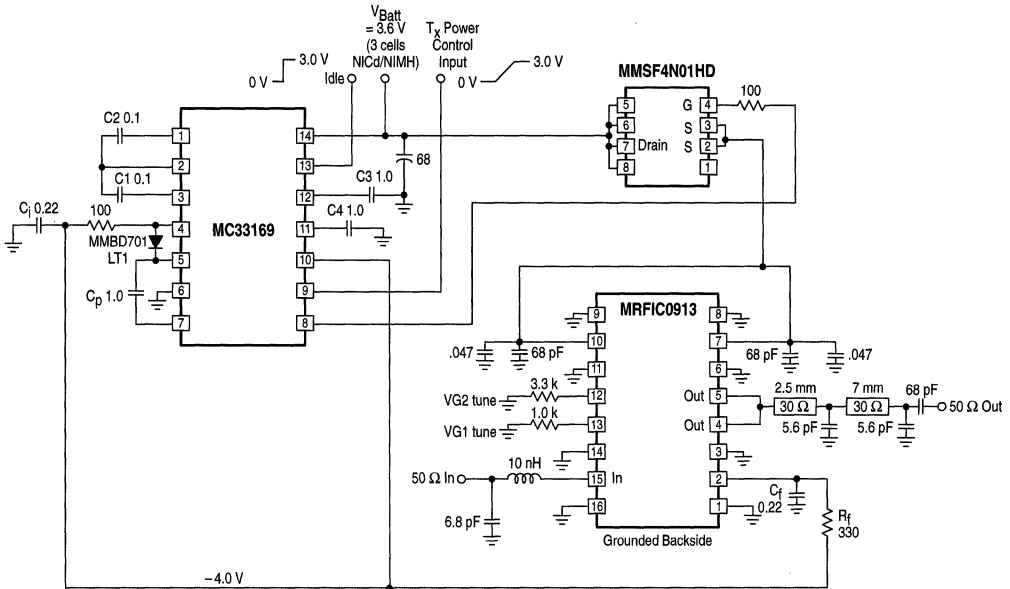 V_Batt
= 3.6 V
(3 cells
NICd/NIMH)
T_x Power
Control
Input
3.0 V
0 V
Idle
0 V
3.0 V
MMSF4N01HD
5
6
7
8
Drain
G
S
S
4
3
2
1
100
C2 0.1
C1 0.1
C_i 0.22
100
MMBD701
LT1
C_p 1.0
1
2
3
4
5
6
7
MC33169
14
13
12
11
10
9
8
68
C3 1.0
C4 1.0
MRFIC0913
9
10
11
12
13
14
15
16
8
7
6
5
4
3
2
1
.047
68 pF
68 pF
.047
3.3 k
VG2 tune
1.0 k
VG1 tune
10 nH
50 Ω In
In
6.8 pF
Out
Out
2.5 mm
30 Ω
7 mm
30 Ω
68 pF
50 Ω Out
5.6 pF
5.6 pF
C_f
0.22
R_f
330
Grounded Backside
−4.0 V